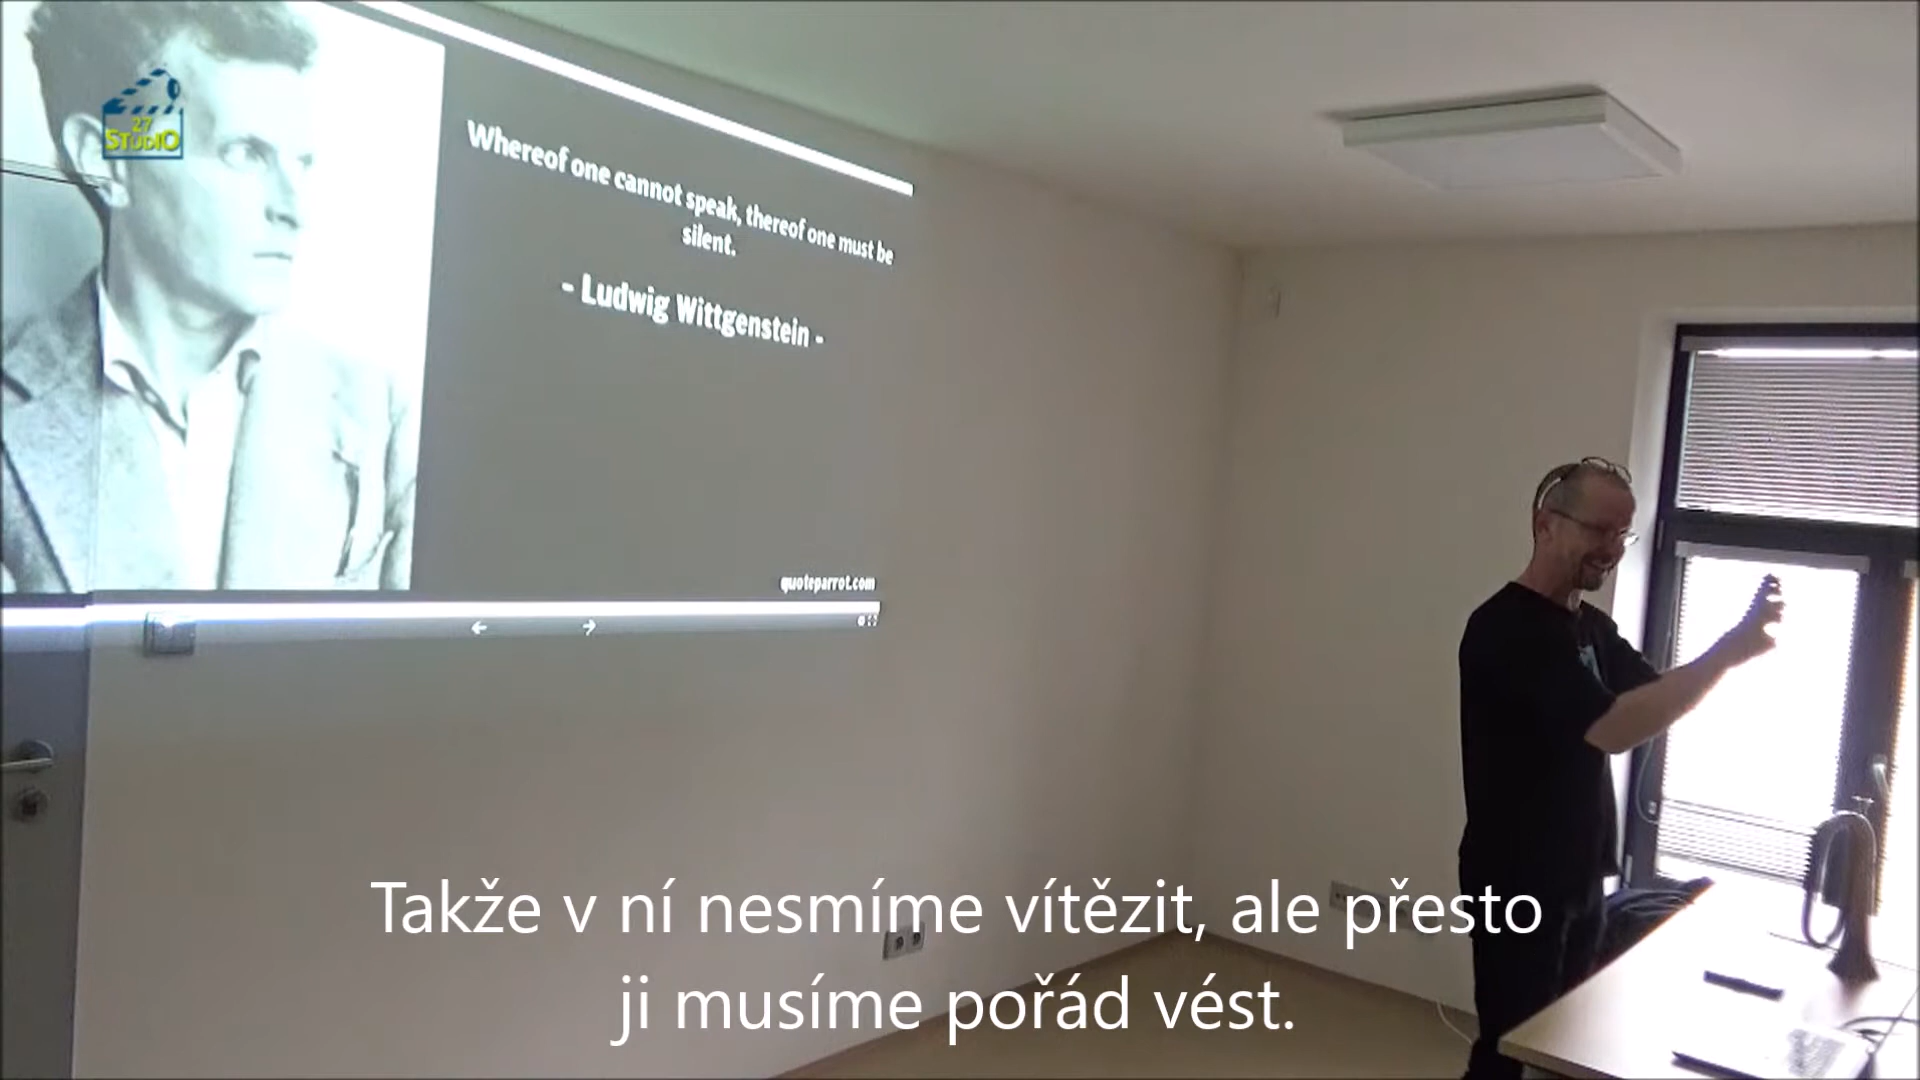 27
STUDIO
Whereof one cannot speak, thereof one must be
silent.
- Ludwig Wittgenstein -
quoteparrot.com
Takže v ní nesmíme vítězit, ale přesto
ji musíme pořád vést.